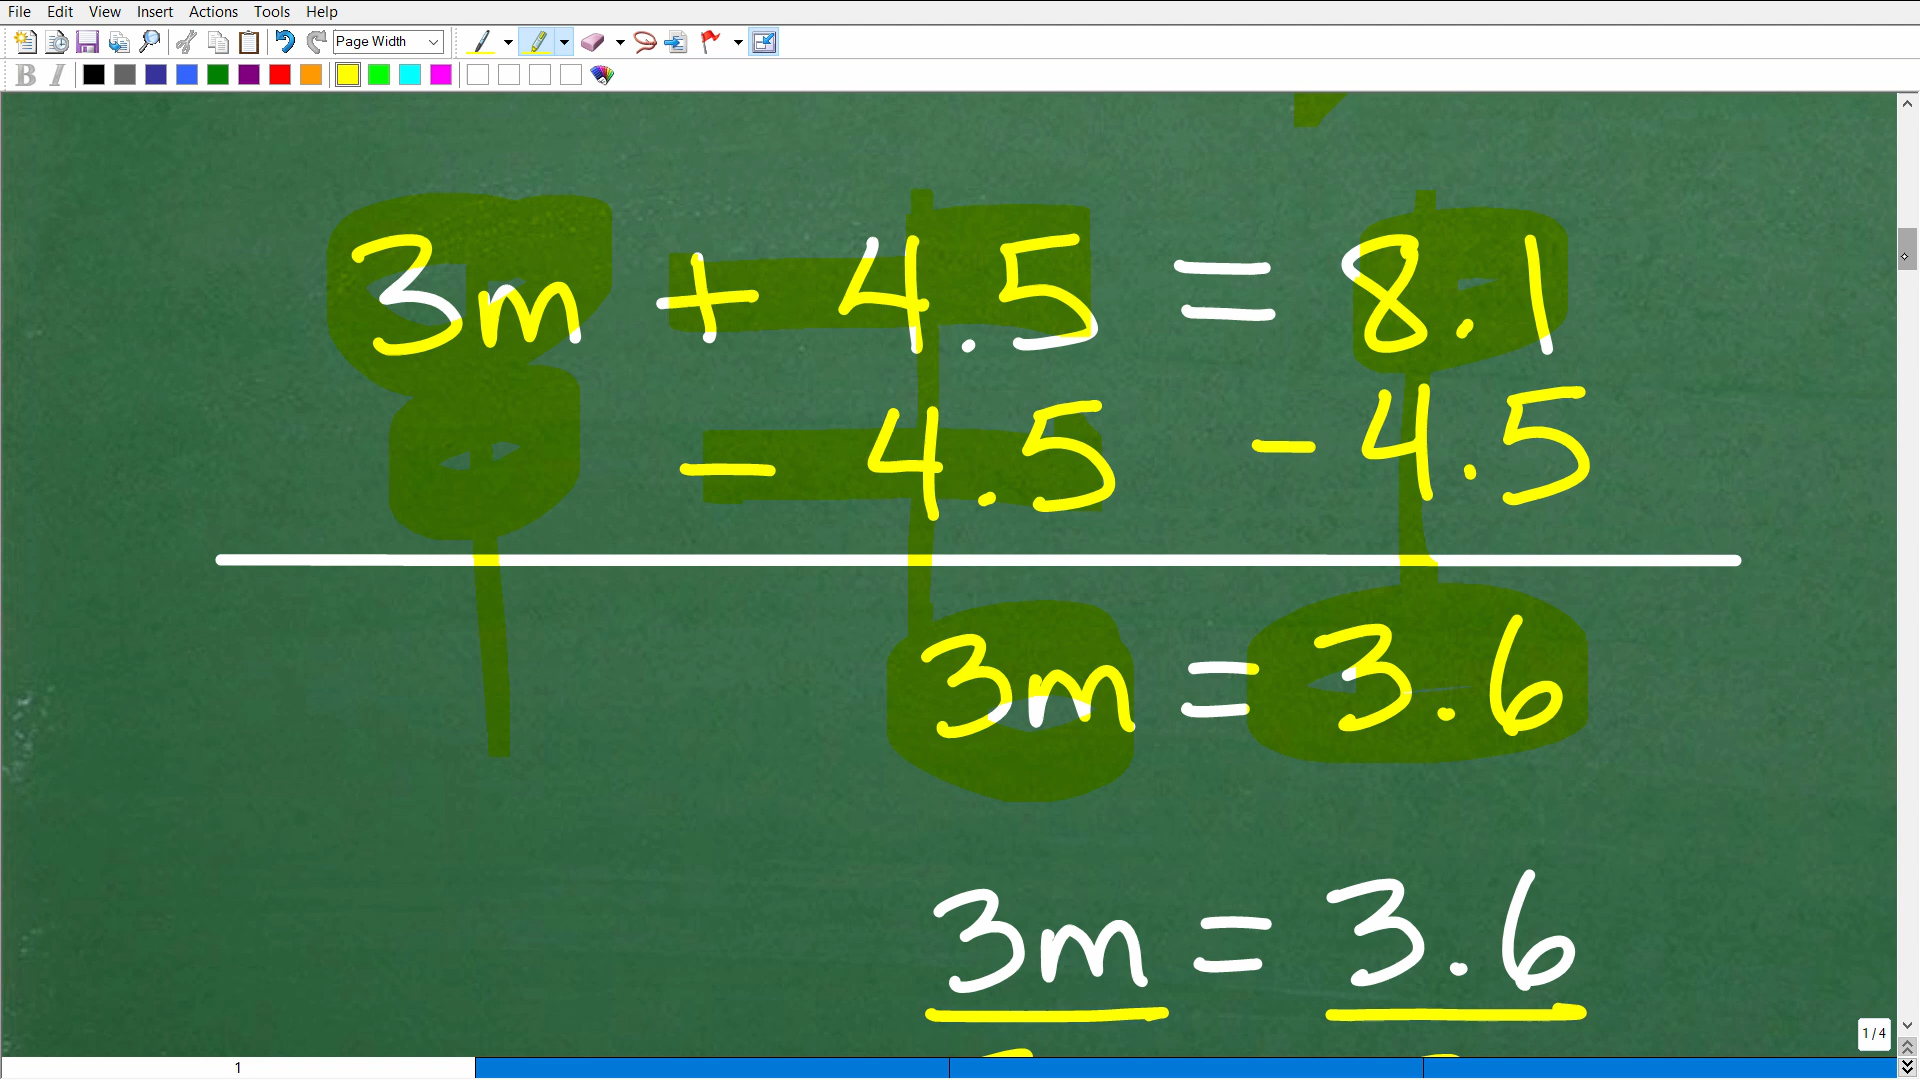 File Edit View Insert Actions Tools Help
Page Width
B I
3m + 4.5 = 8.1
- 4.5 - 4.5
3m = 3.6
3m = 3.6
1 / 4
1